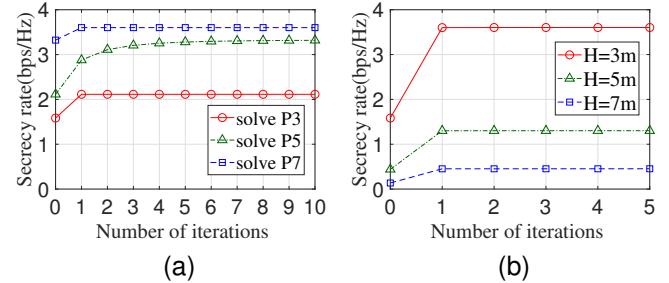 Secrecy rate(bps/Hz)
4
3
2
1
0
solve P3
solve P5
solve P7
0 1 2 3 4 5 6 7 8 9 10
Number of iterations
(a)
Secrecy rate(bps/Hz)
4
3
2
1
0
H=3m
H=5m
H=7m
0 1 2 3 4 5
Number of iterations
(b)